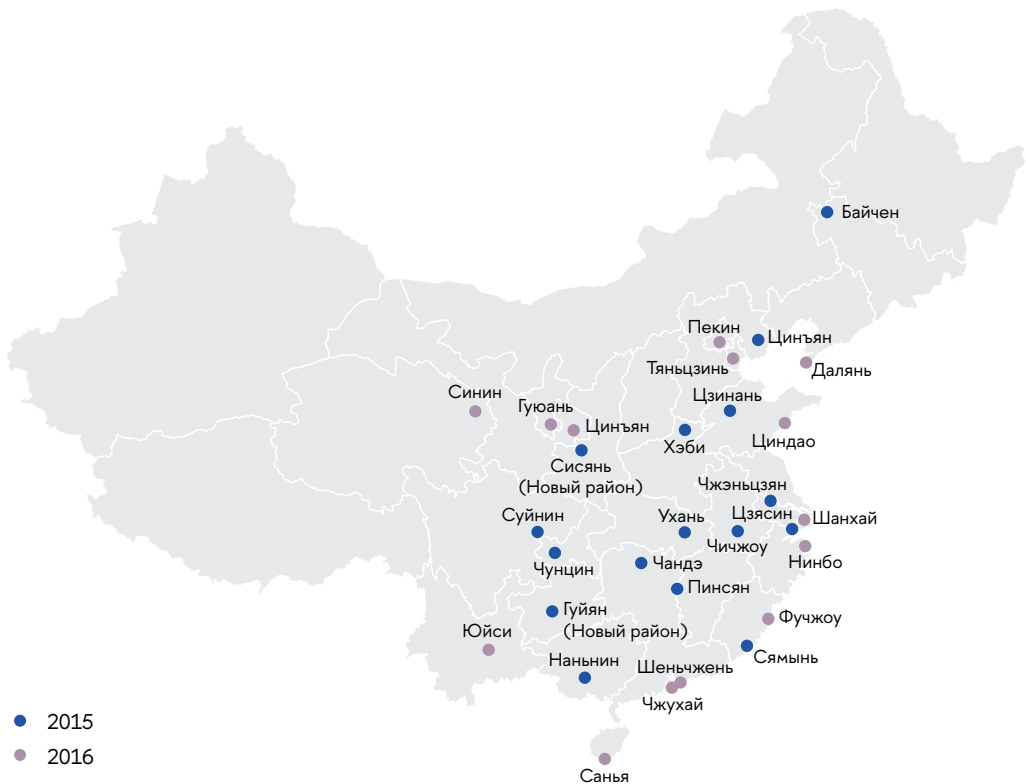 Байчен
Пекин
Цинъян
Тяньцзинь
Далянь
Синин
Цзинань
Гуюань
Цинъян
Хэби
Циндао
Сисянь
(Новый район)
Чжэньцзян
Суйнин
Ухань
Цзясин
Шанхай
Чичжоу
Нинбо
Чунцин
Чандэ
Пинсян
Гуйян
(Новый район)
Фучжоу
Юйси
Сямынь
Наньнин
Шеньчжень
Чжухай
2015
2016
Санья